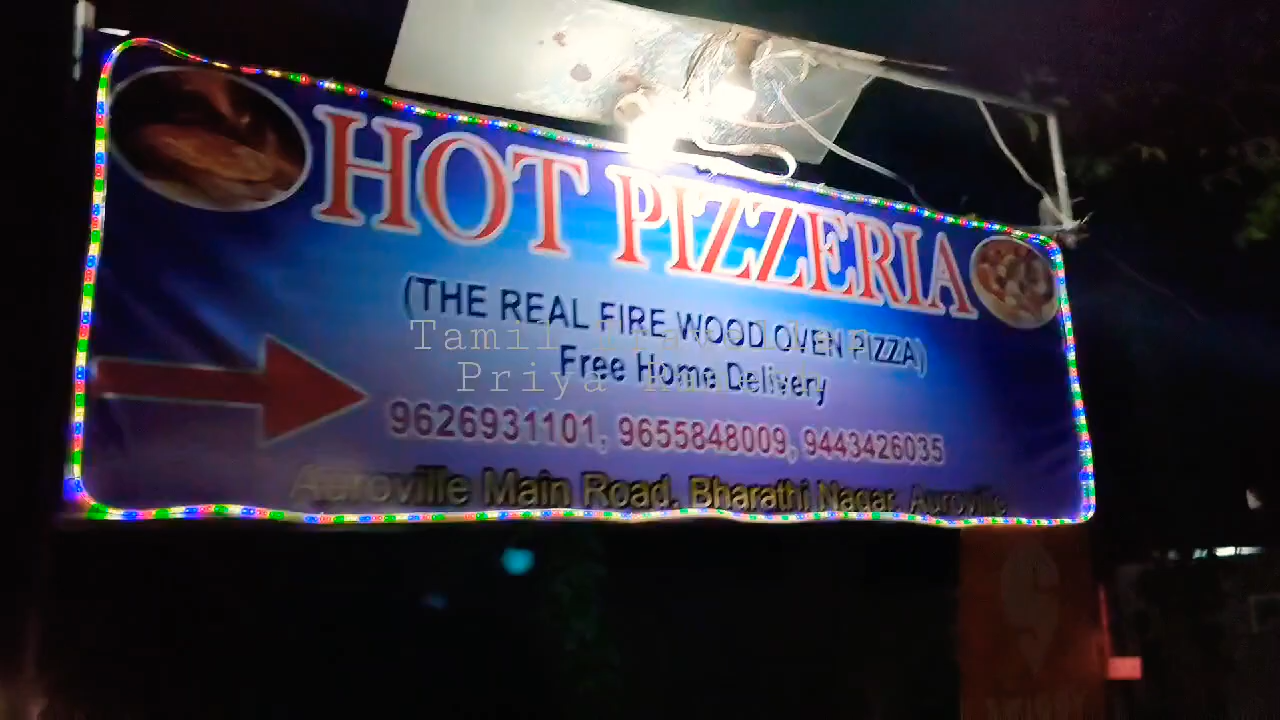 HOT PIZZERIA
(THE REAL FIRE WOOD OVEN PIZZA)
Free Home Delivery
9626931101, 9655848009, 9443426035
Auroville Main Road, Bharathi Nagar, Auroville
Tamil
Priya